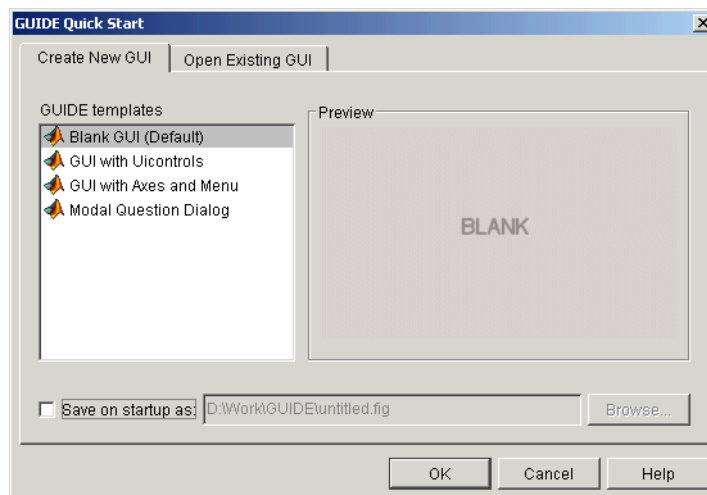 GUIDE Quick Start
Create New GUI
Open Existing GUI
GUIDE templates
Blank GUI (Default)
GUI with Uicontrols
GUI with Axes and Menu
Modal Question Dialog
Preview
BLANK
Save on startup as:
D:\Work\GUIDE\untitled.fig
Browse...
OK
Cancel
Help